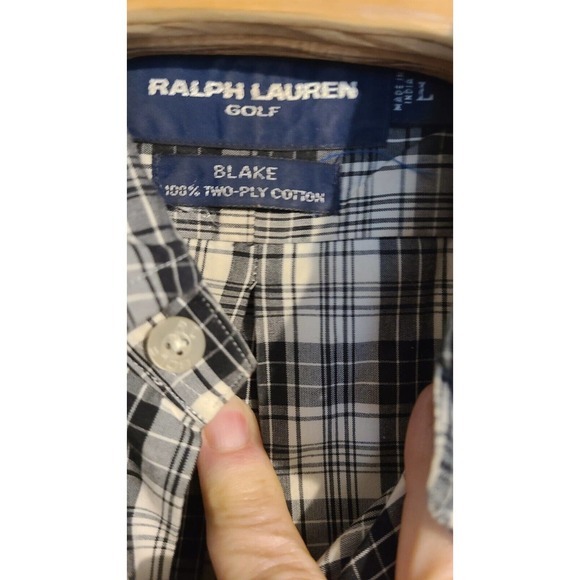 RALPH LAUREN
GOLF
MADE IN
INDIA
L
BLAKE
100% TWO-PLY COTTON